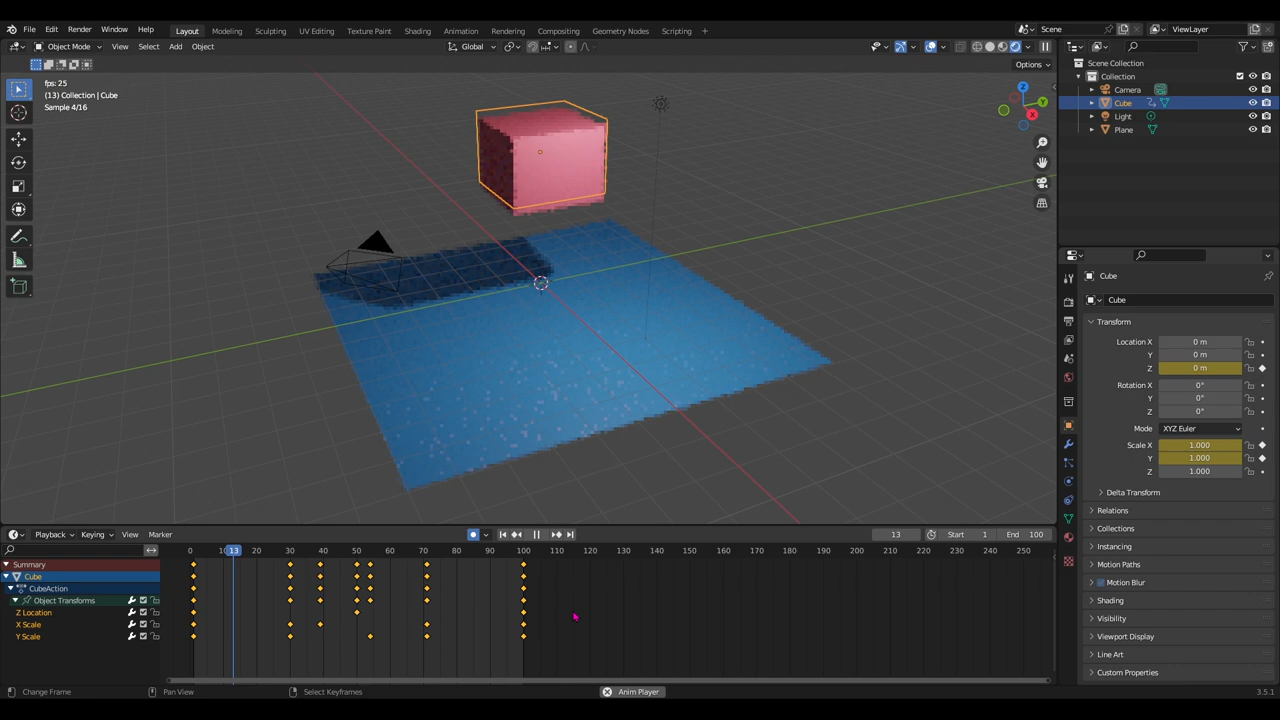 File Edit Render Window Help Layout Modeling Sculpting UV Editing Texture Paint Shading Animation Rendering Compositing Geometry Nodes Scripting + Scene ViewLayer
Object Mode View Select Add Object Global
Options
fps: 25
(13) Collection | Cube
Sample 4/16
Z
Y
X
Scene Collection
Collection
Camera
Cube
Light
Plane
Cube
Cube
Transform
Location X 0 m
Y 0 m
Z 0 m
Rotation X 0°
Y 0°
Z 0°
Mode XYZ Euler
Scale X 1.000
Y 1.000
Z 1.000
Delta Transform
Relations
Collections
Instancing
Motion Paths
Motion Blur
Shading
Visibility
Viewport Display
Line Art
Custom Properties
Playback Keying View Marker 13 Start 1 End 100
0 13 20 30 40 50 60 70 80 90 100 110 120 130 140 150 160 170 180 190 200 210 220 230 240 250
Summary
Cube
CubeAction
Object Transforms
Z Location
X Scale
Y Scale
Change Frame Pan View Select Keyframes Anim Player 3.5.1